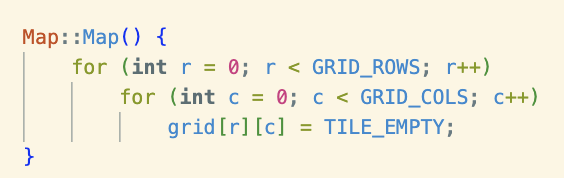 Map::Map() {
    for (int r = 0; r < GRID_ROWS; r++)
        for (int c = 0; c < GRID_COLS; c++)
            grid[r][c] = TILE_EMPTY;
}